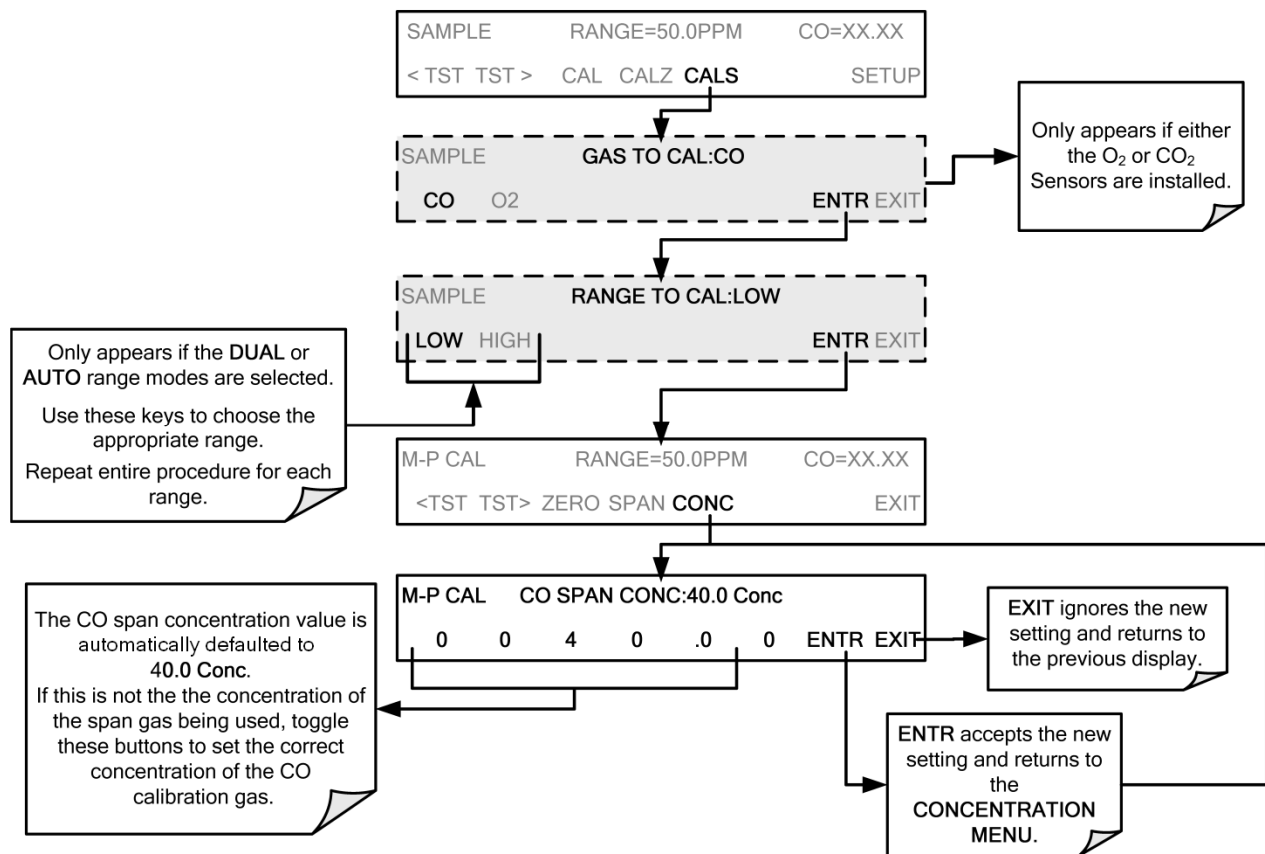 SAMPLE RANGE=50.0PPM CO=XX.XX
< TST TST > CAL CALZ CALS SETUP
SAMPLE GAS TO CAL:CO
CO O2 ENTR EXIT
Only appears if either
the O₂ or CO₂
Sensors are installed.
SAMPLE RANGE TO CAL:LOW
LOW HIGH ENTR EXIT
Only appears if the DUAL or
AUTO range modes are selected.
Use these keys to choose the
appropriate range.
Repeat entire procedure for each
range.
M-P CAL RANGE=50.0PPM CO=XX.XX
<TST TST> ZERO SPAN CONC EXIT
M-P CAL CO SPAN CONC:40.0 Conc
0 0 4 0 .0 0 ENTR EXIT
The CO span concentration value is
automatically defaulted to
40.0 Conc.
If this is not the the concentration of
the span gas being used, toggle
these buttons to set the correct
concentration of the CO
calibration gas.
EXIT ignores the new
setting and returns to
the previous display.
ENTR accepts the new
setting and returns to
the
CONCENTRATION
MENU.